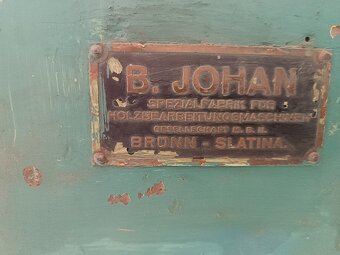 B. JOHAN
SPEZIALFABRIK FÜR
HOLZBEARBEITUNGSMASCHINEN
GESELLSCHAFT M. B. H.
BRÜNN - SLATINA.